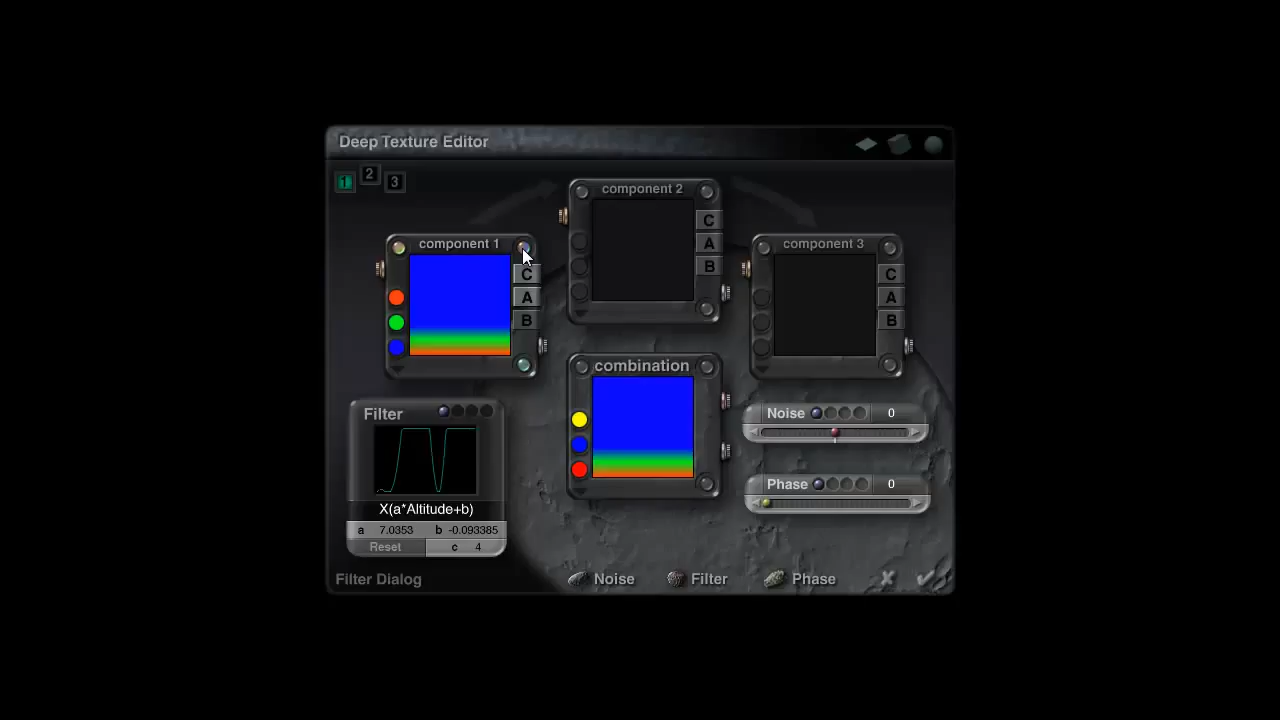 Deep Texture Editor
1 2 3
component 1
C
A
B
component 2
C
A
B
component 3
C
A
B
combination
Filter
X(a*Altitude+b)
a 7.0353 b -0.093385
Reset c 4
Noise 0
Phase 0
Filter Dialog
Noise Filter Phase